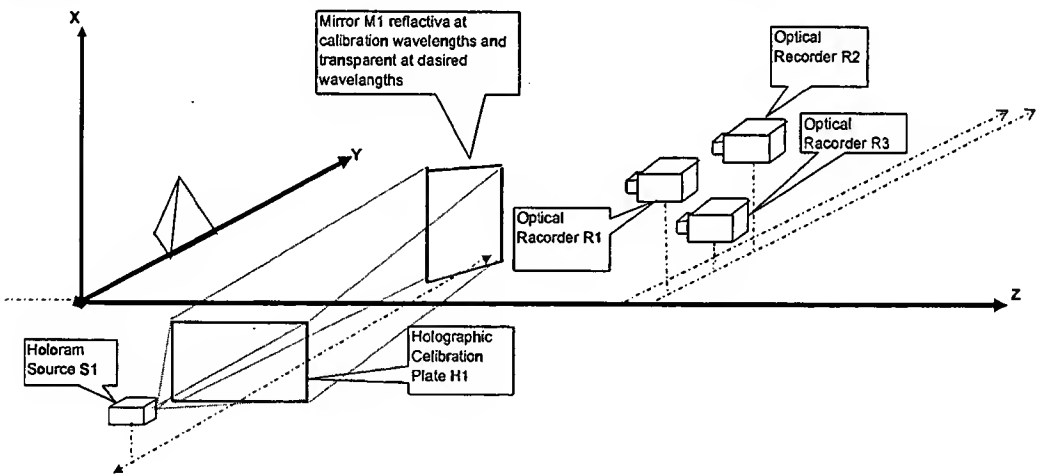 X
Mirror M1 reflectiva at
calibration wavelengths and
transparent at dasired
wavelangths
Optical
Recorder R2
Optical
Racorder R3
Y
Optical
Racorder R1
Z
Holoram
Source S1
Holographic
Celibration
Plate H1